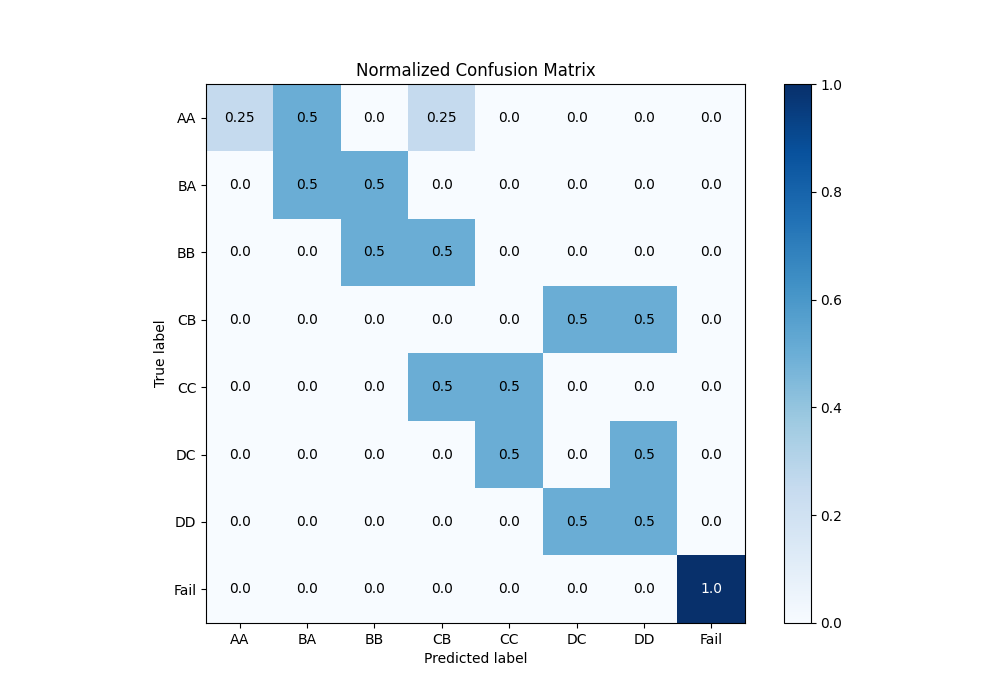 Normalized Confusion Matrix
True label
AA 0.25 0.5 0.0 0.25 0.0 0.0 0.0 0.0
BA 0.0 0.5 0.5 0.0 0.0 0.0 0.0 0.0
BB 0.0 0.0 0.5 0.5 0.0 0.0 0.0 0.0
CB 0.0 0.0 0.0 0.0 0.0 0.5 0.5 0.0
CC 0.0 0.0 0.0 0.5 0.5 0.0 0.0 0.0
DC 0.0 0.0 0.0 0.0 0.5 0.0 0.5 0.0
DD 0.0 0.0 0.0 0.0 0.0 0.5 0.5 0.0
Fail 0.0 0.0 0.0 0.0 0.0 0.0 0.0 1.0
AA BA BB CB CC DC DD Fail
Predicted label
1.0
0.8
0.6
0.4
0.2
0.0